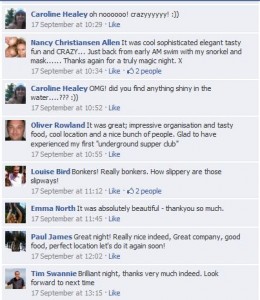 Caroline Healey oh noooooo! crazyyyyyy! :))
17 September at 10:29 · Like
Nancy Christiansen Allen It was cool sophisticated elegant tasty
fun and CRAZY... Just back from early AM swim with my snorkel and
mask...... Thanks again for a truly magic night. X
17 September at 10:34 · Like · 2 people
Caroline Healey OMG! did you find anything shiny in the
water....??? :))
17 September at 10:52 · Like
Oliver Rowland It was great; impressive organisation and tasty
food, cool location and a nice bunch of people. Glad to have
experienced my first "underground supper club"
17 September at 10:55 · Like
Louise Bird Bonkers! Really bonkers. How slippery are those
slipways!
17 September at 11:12 · Like · 2 people
Emma North It was absolutely beautiful - thankyou so much.
17 September at 11:45 · Like
Paul James Great night! Really nice indeed, Great company, good
food, perfect location let's do it again soon!
17 September at 12:02 · Like
Tim Swannie Brilliant night, thanks very much indeed. Look
forward to next time
17 September at 13:15 · Like